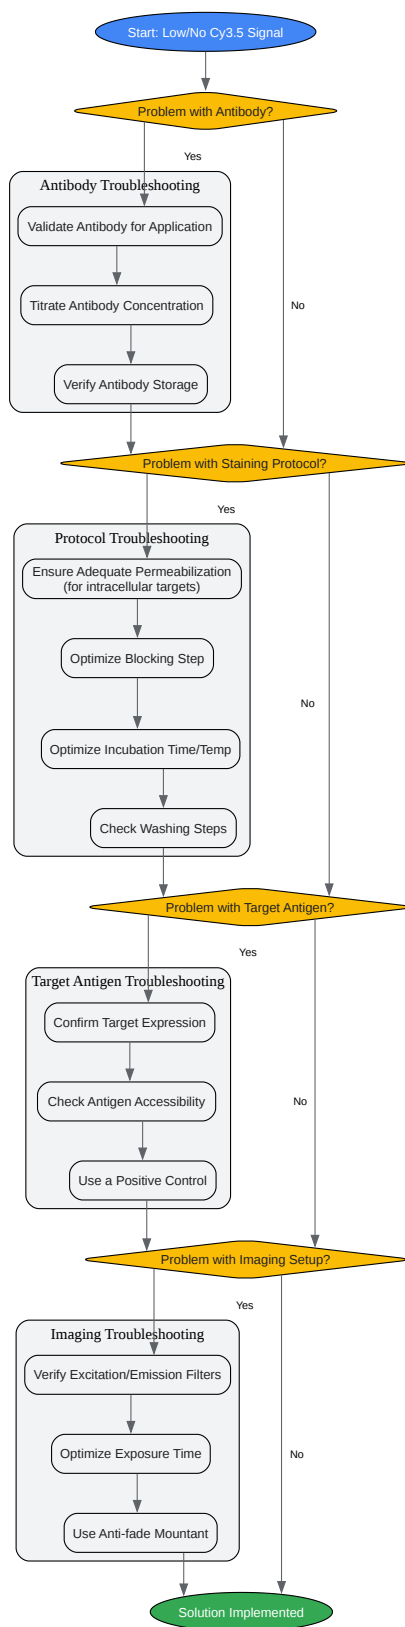 Start: Low/No Cy3.5 Signal
Problem with Antibody?
Yes
Antibody Troubleshooting
Validate Antibody for Application
Titrate Antibody Concentration
No
Verify Antibody Storage
Problem with Staining Protocol?
Yes
Protocol Troubleshooting
Ensure Adequate Permeabilization
(for intracellular targets)
Optimize Blocking Step
No
Optimize Incubation Time/Temp
Check Washing Steps
Problem with Target Antigen?
Yes
Target Antigen Troubleshooting
Confirm Target Expression
Check Antigen Accessibility
No
Use a Positive Control
Problem with Imaging Setup?
Yes
Imaging Troubleshooting
Verify Excitation/Emission Filters
Optimize Exposure Time
No
Use Anti-fade Mountant
Solution Implemented